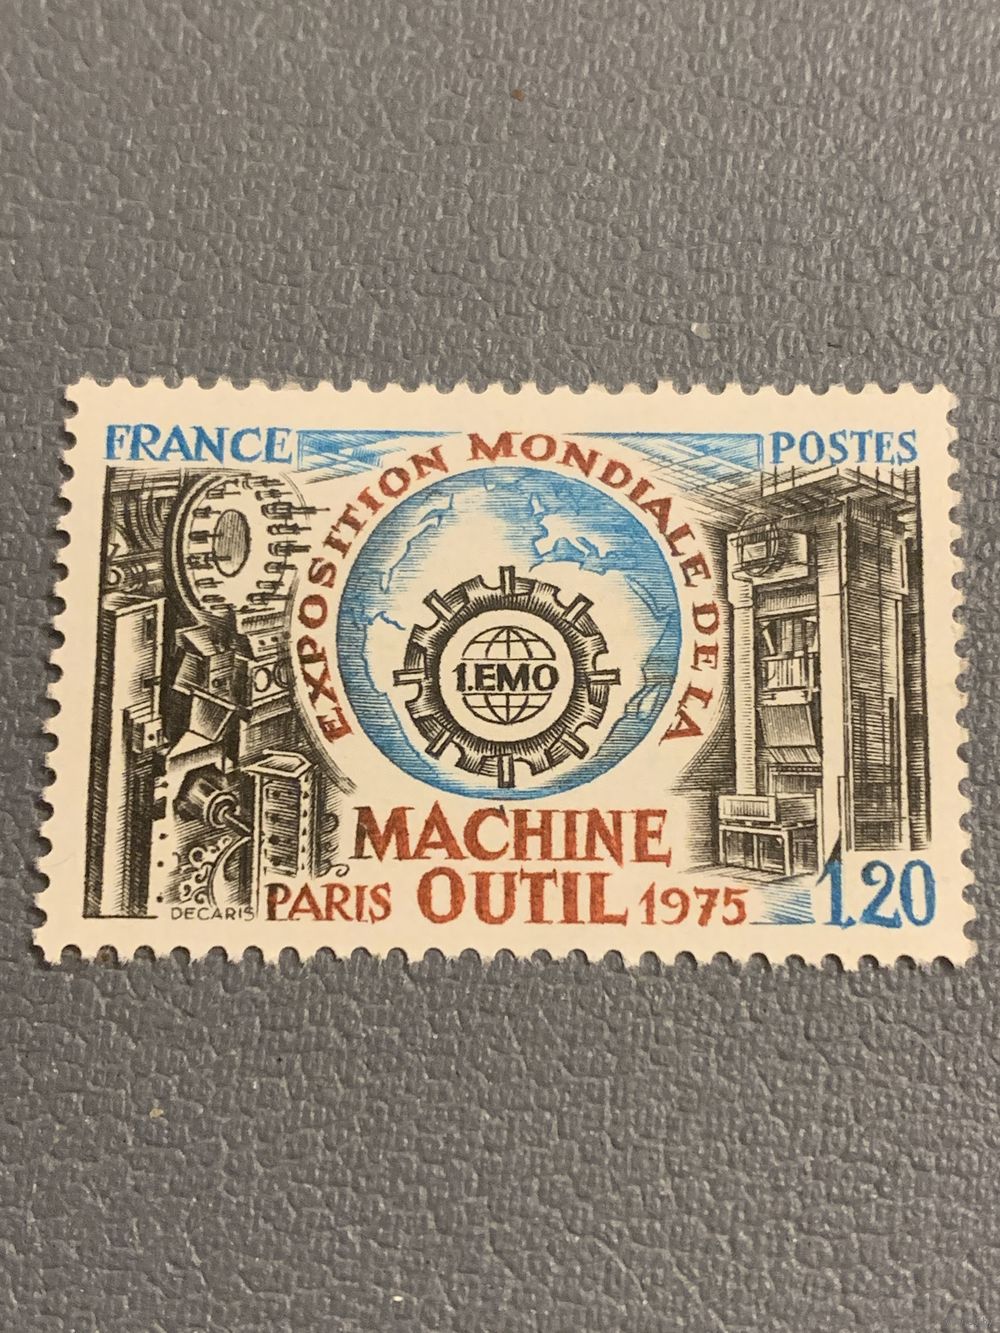 FRANCE
POSTES
EXPOSITION MONDIALE DE LA
1.EMO
MACHINE
OUTIL
PARIS
1975
1.20
DECARIS